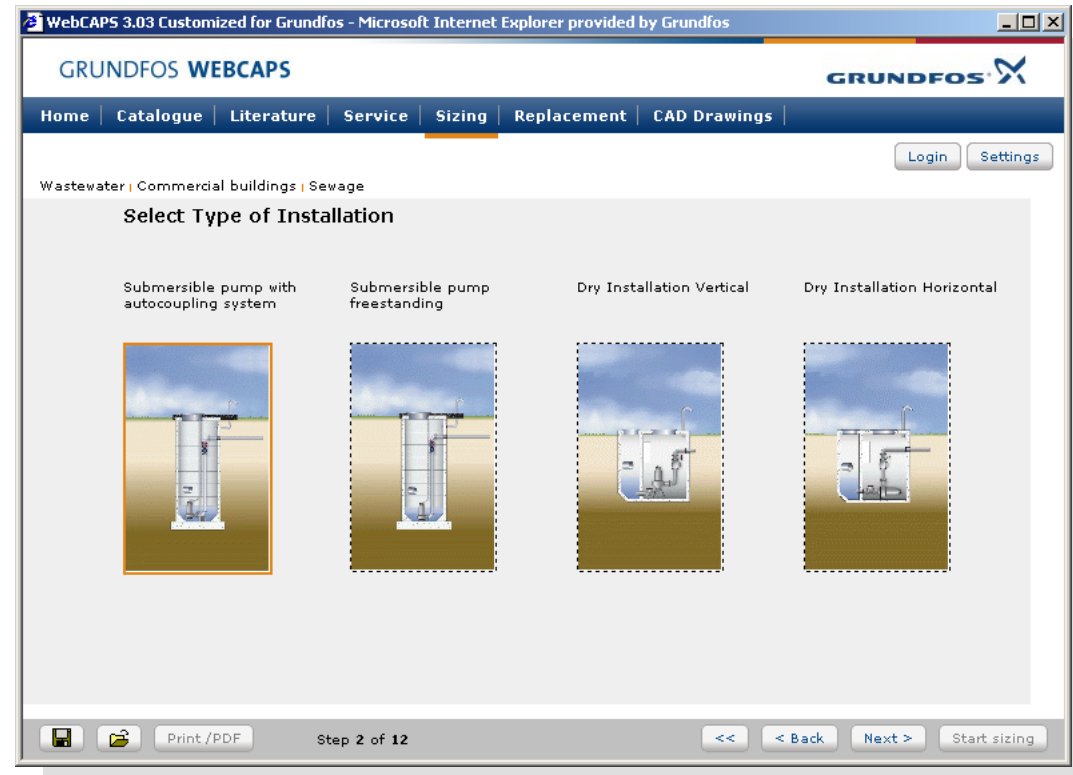 WebCAPS 3.03 Customized for Grundfos - Microsoft Internet Explorer provided by Grundfos
GRUNDFOS WEBCAPS
GRUNDFOS
Home Catalogue Literature Service Sizing Replacement CAD Drawings
Login Settings
Wastewater | Commercial buildings | Sewage
Select Type of Installation
Submersible pump with
autocoupling system
Submersible pump
freestanding
Dry Installation Vertical
Dry Installation Horizontal
Print /PDF Step 2 of 12 << < Back Next > Start sizing